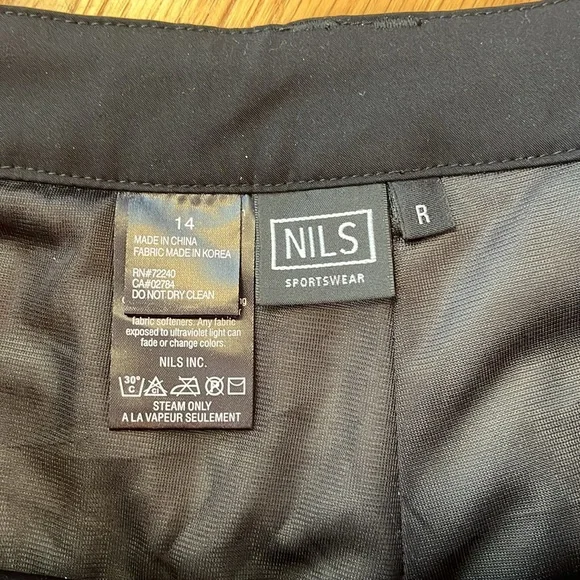 14
MADE IN CHINA
FABRIC MADE IN KOREA
RN#72240
CA#02784
DO NOT DRY CLEAN
fabric softeners. Any fabric
exposed to ultraviolet light can
fade or change colors.
NILS INC.
30°
C
Cl
STEAM ONLY
A LA VAPEUR SEULEMENT
NILS
SPORTSWEAR
R